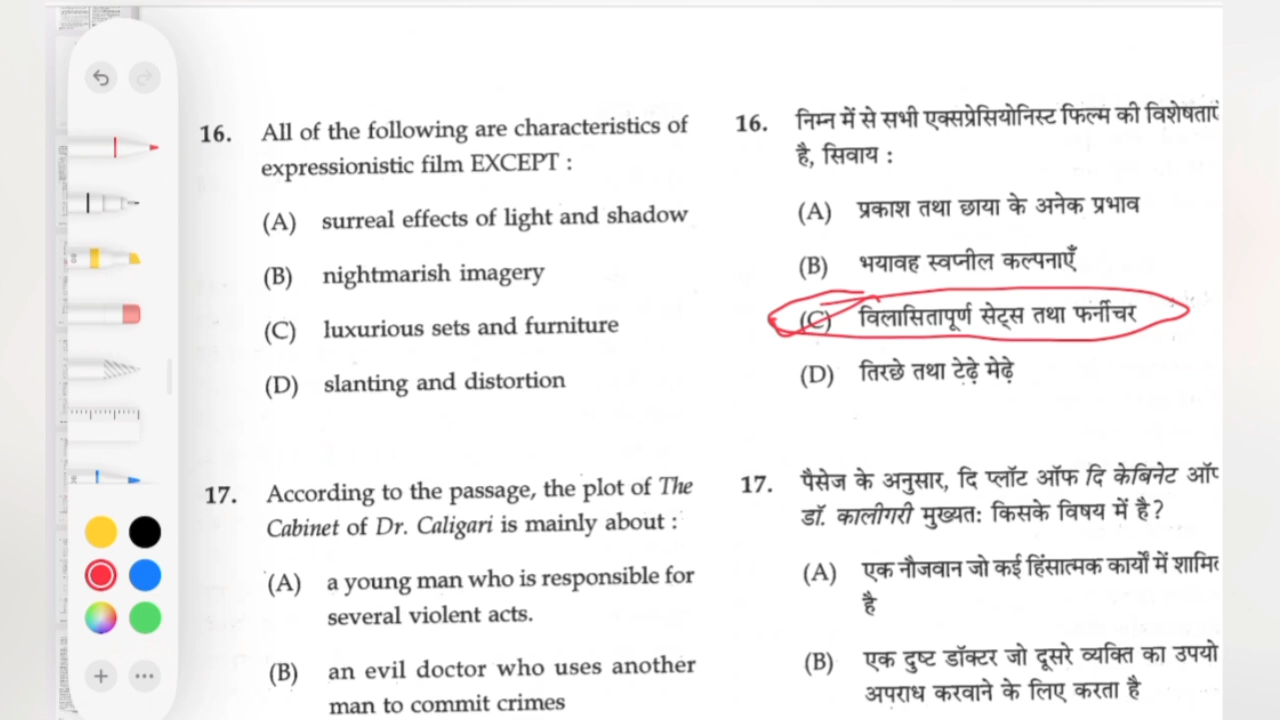 16. All of the following are characteristics of
expressionistic film EXCEPT :
(A) surreal effects of light and shadow
(B) nightmarish imagery
(C) luxurious sets and furniture
(D) slanting and distortion
17. According to the passage, the plot of The
Cabinet of Dr. Caligari is mainly about :
(A) a young man who is responsible for
several violent acts.
(B) an evil doctor who uses another
man to commit crimes
16. निम्न में से सभी एक्सप्रेसियोनिस्ट फिल्म की विशेषताएं
है, सिवाय :
(A) प्रकाश तथा छाया के अनेक प्रभाव
(B) भयावह स्वप्नील कल्पनाएँ
(C) विलासितापूर्ण सेट्स तथा फर्नीचर
(D) तिरछे तथा टेढ़े मेढ़े
17. पैसेज के अनुसार, दि प्लॉट ऑफ दि केबिनेट
डॉ. कालीगरी मुख्यत: किसके विषय में है?
(A) एक नौजवान जो कई हिंसात्मक कार्यों में
है
(B) एक दुष्ट डॉक्टर जो दूसरे व्यक्ति का
अपराध करवाने के लिए करता है